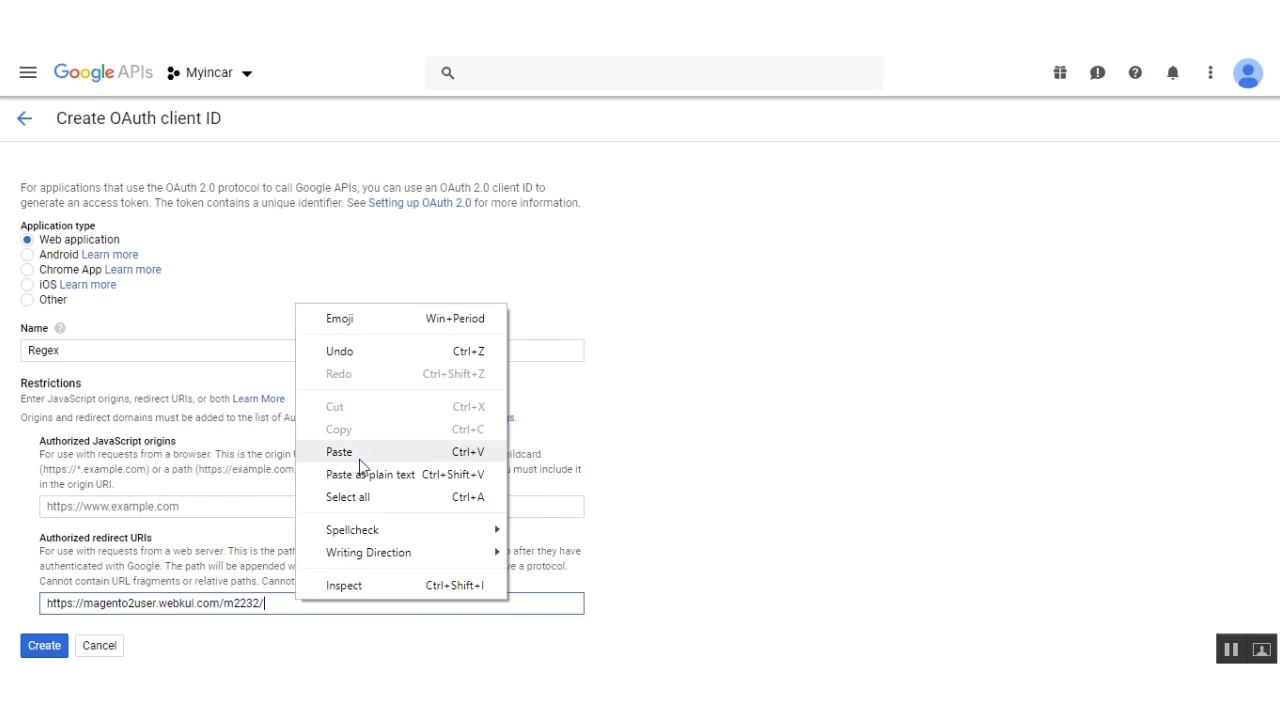 Google APIs Myincar
Create OAuth client ID
For applications that use the OAuth 2.0 protocol to call Google APIs, you can use an OAuth 2.0 client ID to
generate an access token. The token contains a unique identifier. See Setting up OAuth 2.0 for more information.
Application type
Web application
Android Learn more
Chrome App Learn more
iOS Learn more
Other
Name
Regex
Restrictions
Enter JavaScript origins, redirect URIs, or both Learn More
Origins and redirect domains must be added to the list of Au gs.
Authorized JavaScript origins
For use with requests from a browser. This is the origin ildcard
(https://*.example.com) or a path (https://example.com ou must include it
in the origin URI.
https://www.example.com
Authorized redirect URIs
For use with requests from a web server. This is the path after they have
authenticated with Google. The path will be appended w ve a protocol.
Cannot contain URL fragments or relative paths. Cannot
https://magento2user.webkul.com/m2232/
Create Cancel
Emoji Win+Period
Undo Ctrl+Z
Redo Ctrl+Shift+Z
Cut Ctrl+X
Copy Ctrl+C
Paste Ctrl+V
Paste as plain text Ctrl+Shift+V
Select all Ctrl+A
Spellcheck
Writing Direction
Inspect Ctrl+Shift+I